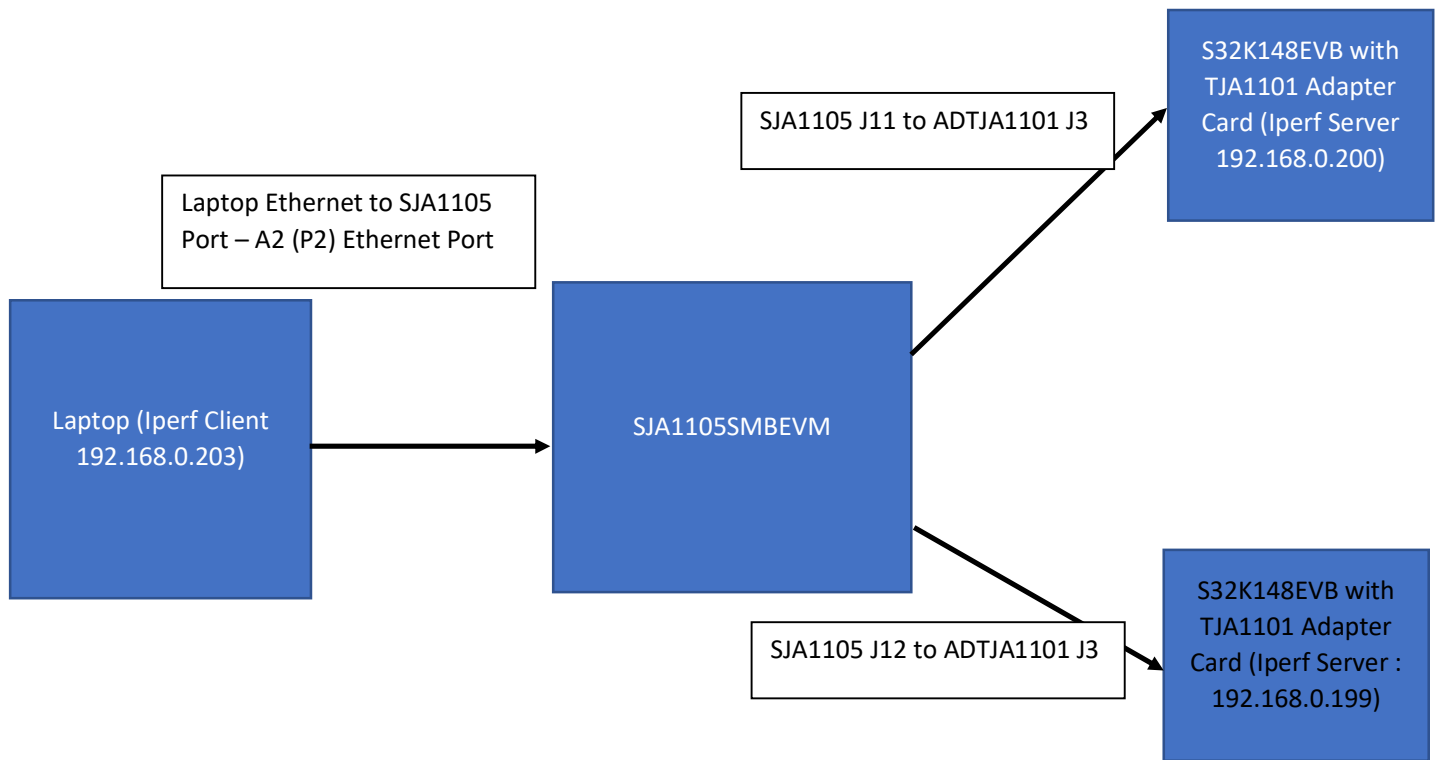 S32K148EVB with
TJA1101 Adapter
Card (Iperf Server
192.168.0.200)
SJA1105 J11 to ADTJA1101 J3
Laptop Ethernet to SJA1105
Port – A2 (P2) Ethernet Port
Laptop (Iperf Client
192.168.0.203)
SJA1105SMBEVM
SJA1105 J12 to ADTJA1101 J3
S32K148EVB with
TJA1101 Adapter
Card (Iperf Server :
192.168.0.199)